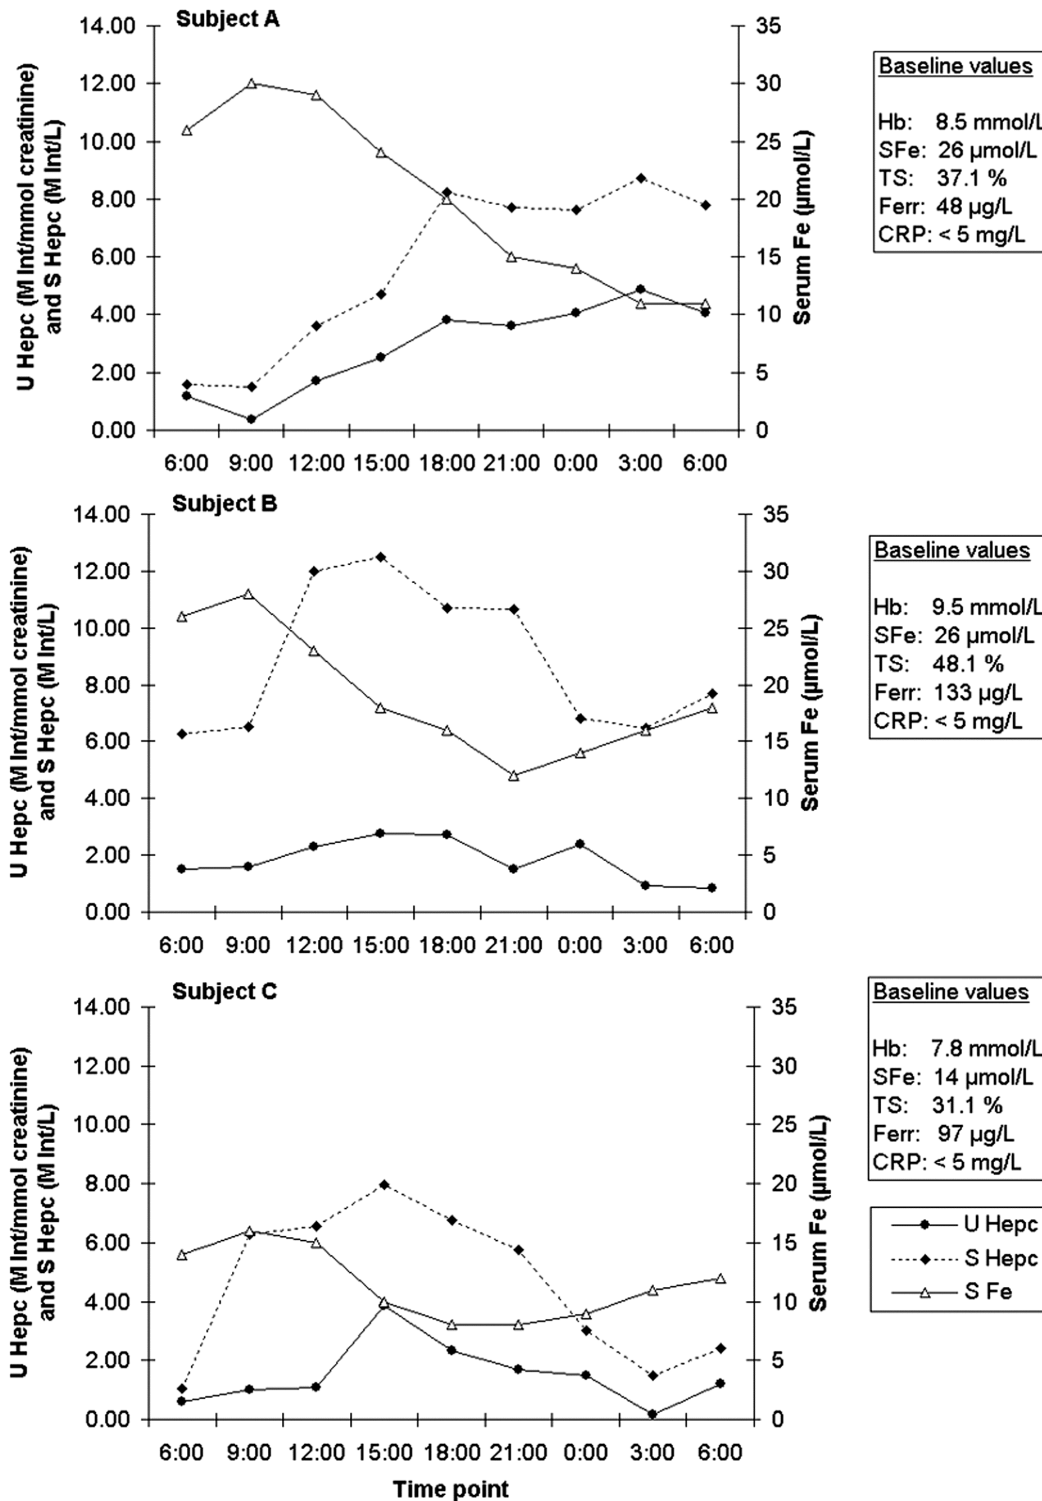 Subject A
14.00
12.00
10.00
8.00
6.00
4.00
2.00
0.00
U Hepc (M Int/mmol creatinine)
and S Hepc (M Int/L)
35
30
25
20
15
10
5
0
Serum Fe (µmol/L)
6:00 9:00 12:00 15:00 18:00 21:00 0:00 3:00 6:00
Baseline values
Hb: 8.5 mmol/L
SFe: 26 µmol/L
TS: 37.1 %
Ferr: 48 µg/L
CRP: < 5 mg/L
Subject B
14.00
12.00
10.00
8.00
6.00
4.00
2.00
0.00
U Hepc (M Int/mmol creatinine)
and S Hepc (M Int/L)
35
30
25
20
15
10
5
0
Serum Fe (µmol/L)
6:00 9:00 12:00 15:00 18:00 21:00 0:00 3:00 6:00
Baseline values
Hb: 9.5 mmol/L
SFe: 26 µmol/L
TS: 48.1 %
Ferr: 133 µg/L
CRP: < 5 mg/L
Subject C
14.00
12.00
10.00
8.00
6.00
4.00
2.00
0.00
U Hepc (M Int/mmol creatinine)
and S Hepc (M Int/L)
35
30
25
20
15
10
5
0
Serum Fe (µmol/L)
6:00 9:00 12:00 15:00 18:00 21:00 0:00 3:00 6:00
Time point
Baseline values
Hb: 7.8 mmol/L
SFe: 14 µmol/L
TS: 31.1 %
Ferr: 97 µg/L
CRP: < 5 mg/L
U Hepc
S Hepc
S Fe